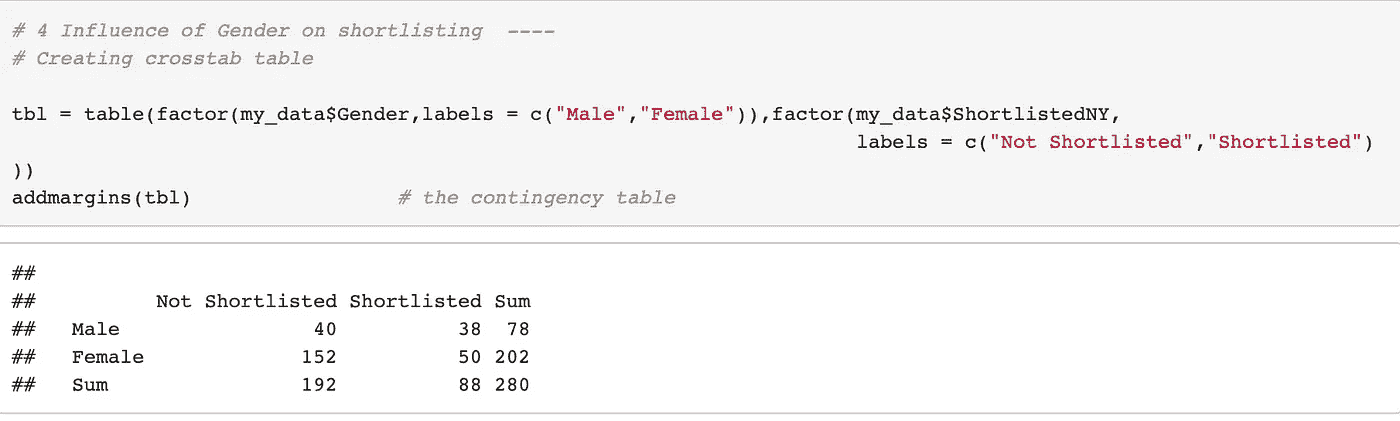 # 4 Influence of Gender on shortlisting  ----
# Creating crosstab table
tbl = table(factor(my_data$Gender,labels = c("Male","Female")),factor(my_data$ShortlistedNY,
labels = c("Not Shortlisted","Shortlisted")
))
addmargins(tbl)                 # the contingency table
##
##          Not Shortlisted Shortlisted Sum
##   Male                40          38  78
##   Female             152          50 202
##   Sum                192          88 280